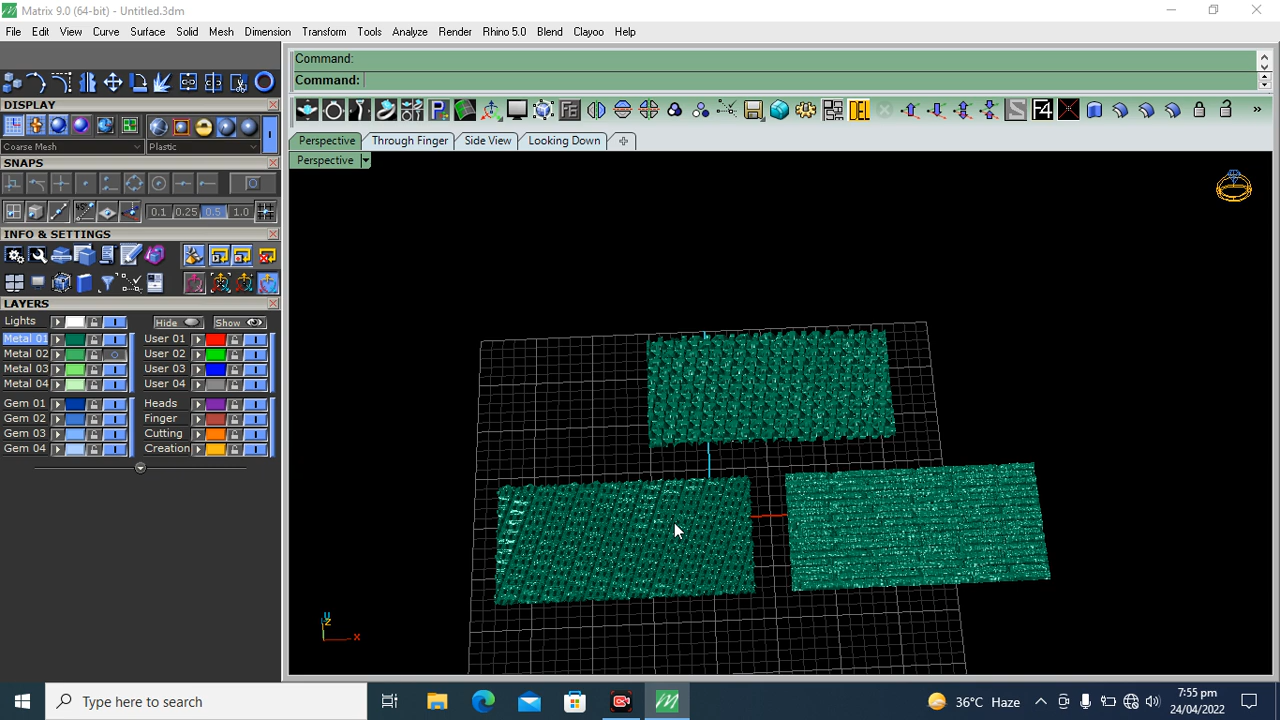 Matrix 9.0 (64-bit) - Untitled.3dm
File Edit View Curve Surface Solid Mesh Dimension Transform Tools Analyze Render Rhino 5.0 Blend Clayoo Help
Command:
Command:
DISPLAY
Coarse Mesh Plastic
SNAPS
0.1 0.25 0.5 1.0
INFO & SETTINGS
LAYERS
Lights Hide Show
Metal 01 User 01
Metal 02 User 02
Metal 03 User 03
Metal 04 User 04
Gem 01 Heads
Gem 02 Finger
Gem 03 Cutting
Gem 04 Creation
FE DEL F4
Perspective Through Finger Side View Looking Down
Perspective
x
Type here to search
36°C Haze
7:55 pm
24/04/2022